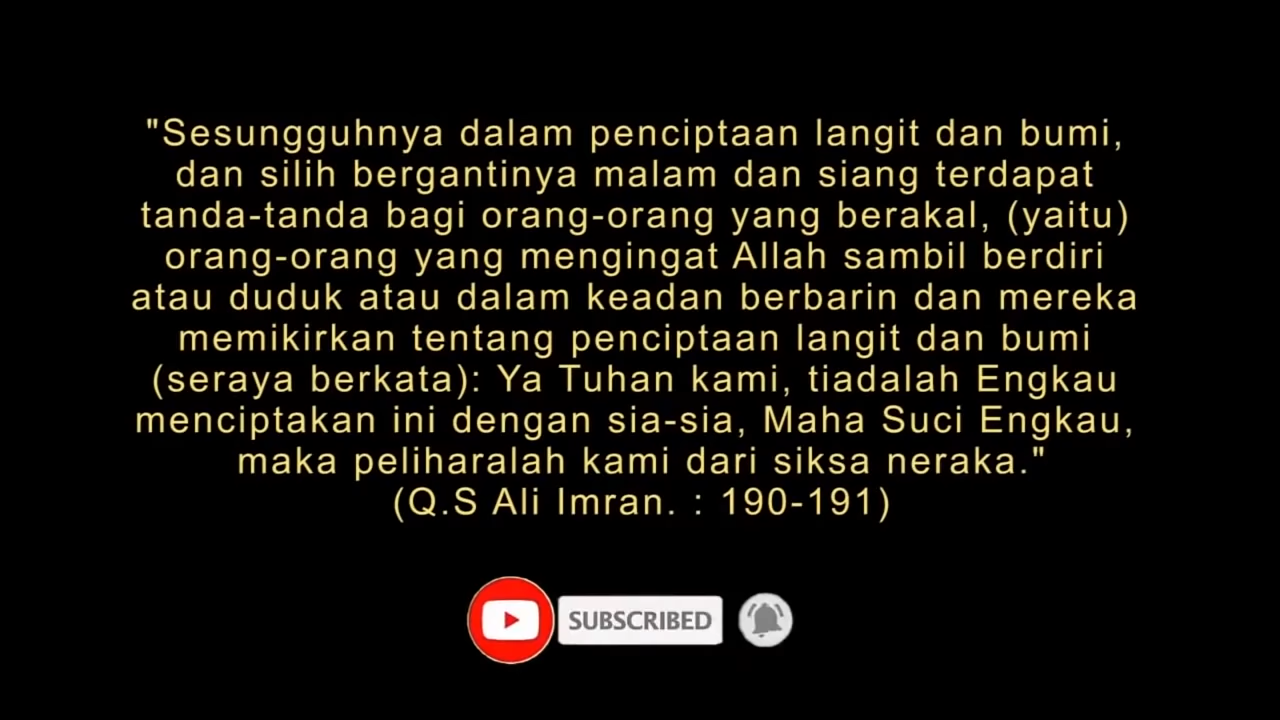 "Sesungguhnya dalam penciptaan langit dan bumi,
dan silih bergantinya malam dan siang terdapat
tanda-tanda bagi orang-orang yang berakal, (yaitu)
orang-orang yang mengingat Allah sambil berdiri
atau duduk atau dalam keadan berbarin dan mereka
memikirkan tentang penciptaan langit dan bumi
(seraya berkata): Ya Tuhan kami, tiadalah Engkau
menciptakan ini dengan sia-sia, Maha Suci Engkau,
maka peliharalah kami dari siksa neraka."
(Q.S Ali Imran. : 190-191)
SUBSCRIBED